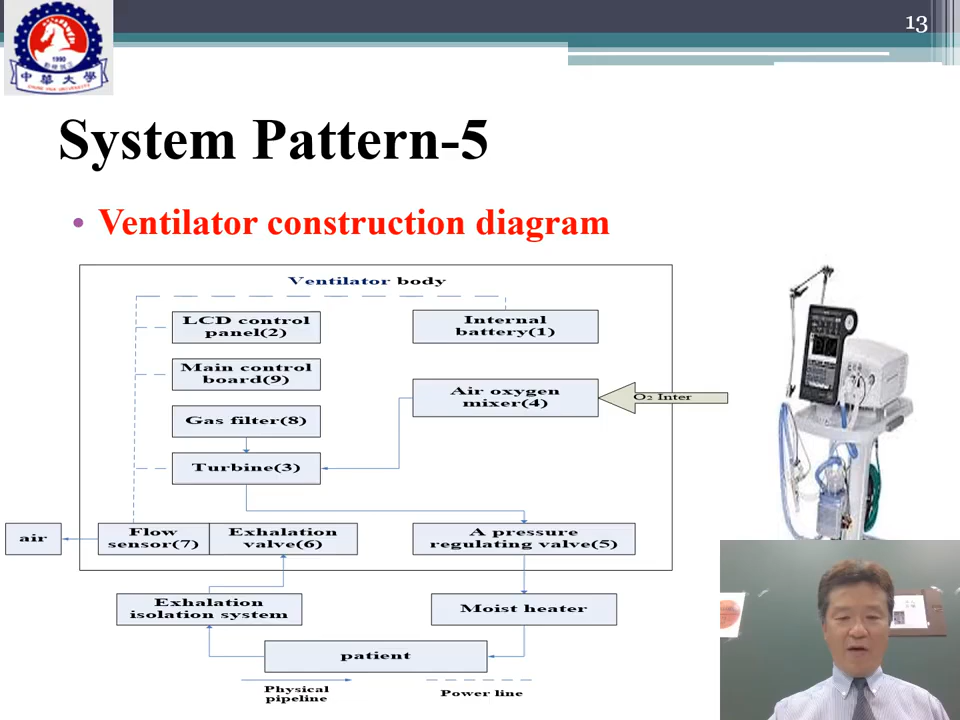 13
1990
中華大學
CHUNG HUA UNIVERSITY
System Pattern-5
• Ventilator construction diagram
Ventilator body
LCD control
panel(2)
Internal
battery(1)
Main control
board(9)
Air oxygen
mixer(4)
O2 Inter
Gas filter(8)
Turbine(3)
air
Flow
sensor(7)
Exhalation
valve(6)
A pressure
regulating valve(5)
Exhalation
isolation system
Moist heater
patient
Physical
pipeline
Power line